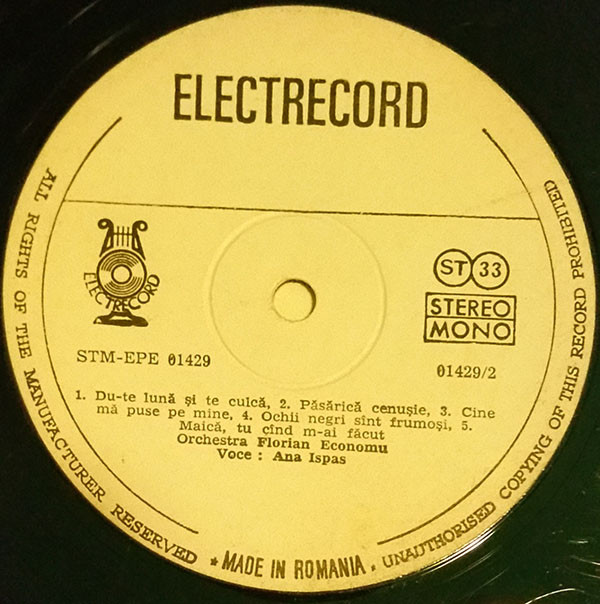 ELECTRECORD
ELECTRECORD
ST 33
STEREO
MONO
STM-EPE 01429
01429/2
1. Du-te lună şi te culcă, 2. Păsărică cenuşie, 3. Cine
mă puse pe mine, 4. Ochii negri sînt frumoşi, 5.
Maică, tu cînd m-ai făcut
Orchestra Florian Economu
Voce : Ana Ispas
ALL RIGHTS OF THE MANUFACTURER RESERVED ★ MADE IN ROMANIA ★ UNAUTHORISED COPYING OF THIS RECORD PROHIBITED